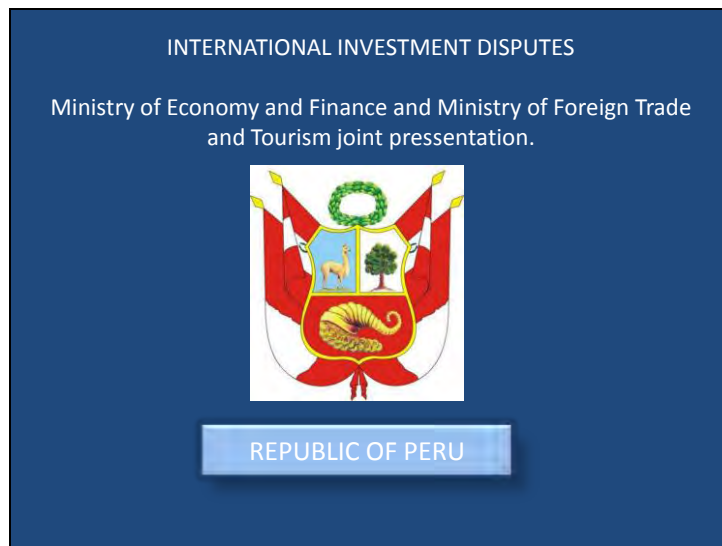 INTERNATIONAL INVESTMENT DISPUTES
Ministry of Economy and Finance and Ministry of Foreign Trade
and Tourism joint pressentation.
REPUBLIC OF PERU